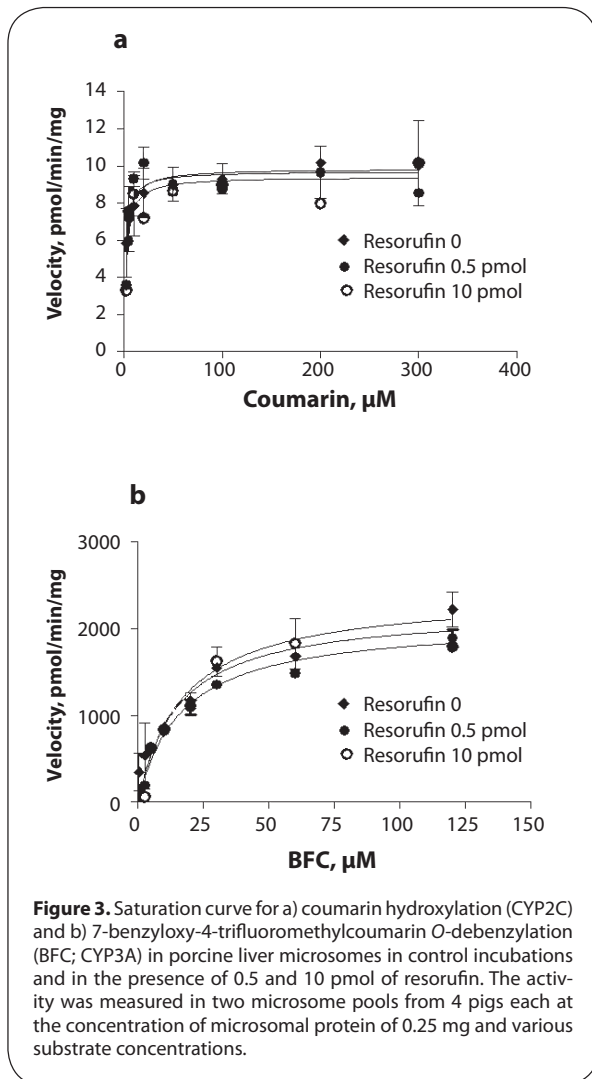 a
14
12
10
8
6
4
2
0
Velocity, pmol/min/mg
Resorufin 0
Resorufin 0.5 pmol
Resorufin 10 pmol
0 100 200 300 400
Coumarin, µM
b
3000
2000
1000
0
Velocity, pmol/min/mg
Resorufin 0
Resorufin 0.5 pmol
Resorufin 10 pmol
0 25 50 75 100 125 150
BFC, µM
Figure 3. Saturation curve for a) coumarin hydroxylation (CYP2C)
and b) 7-benzyloxy-4-trifluoromethylcoumarin O-debenzylation
(BFC; CYP3A) in porcine liver microsomes in control incubations
and in the presence of 0.5 and 10 pmol of resorufin. The activ-
ity was measured in two microsome pools from 4 pigs each at
the concentration of microsomal protein of 0.25 mg and various
substrate concentrations.